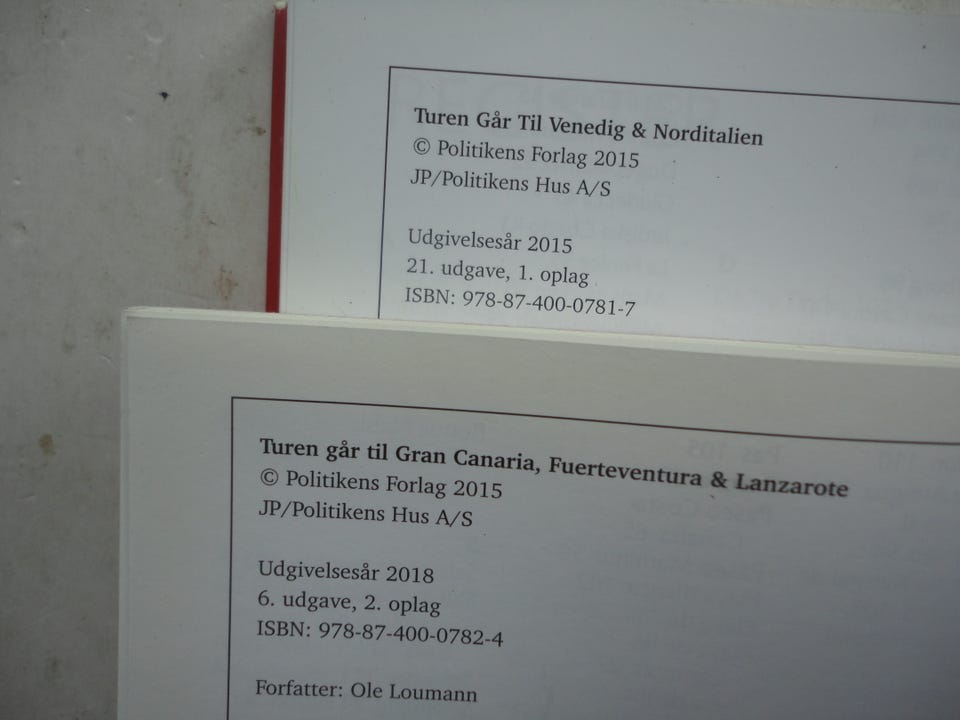 Turen Går Til Venedig & Norditalien
© Politikens Forlag 2015
JP/Politikens Hus A/S
Udgivelsesår 2015
21. udgave, 1. oplag
ISBN: 978-87-400-0781-7
Turen går til Gran Canaria, Fuerteventura & Lanzarote
© Politikens Forlag 2015
JP/Politikens Hus A/S
Udgivelsesår 2018
6. udgave, 2. oplag
ISBN: 978-87-400-0782-4
Forfatter: Ole Loumann